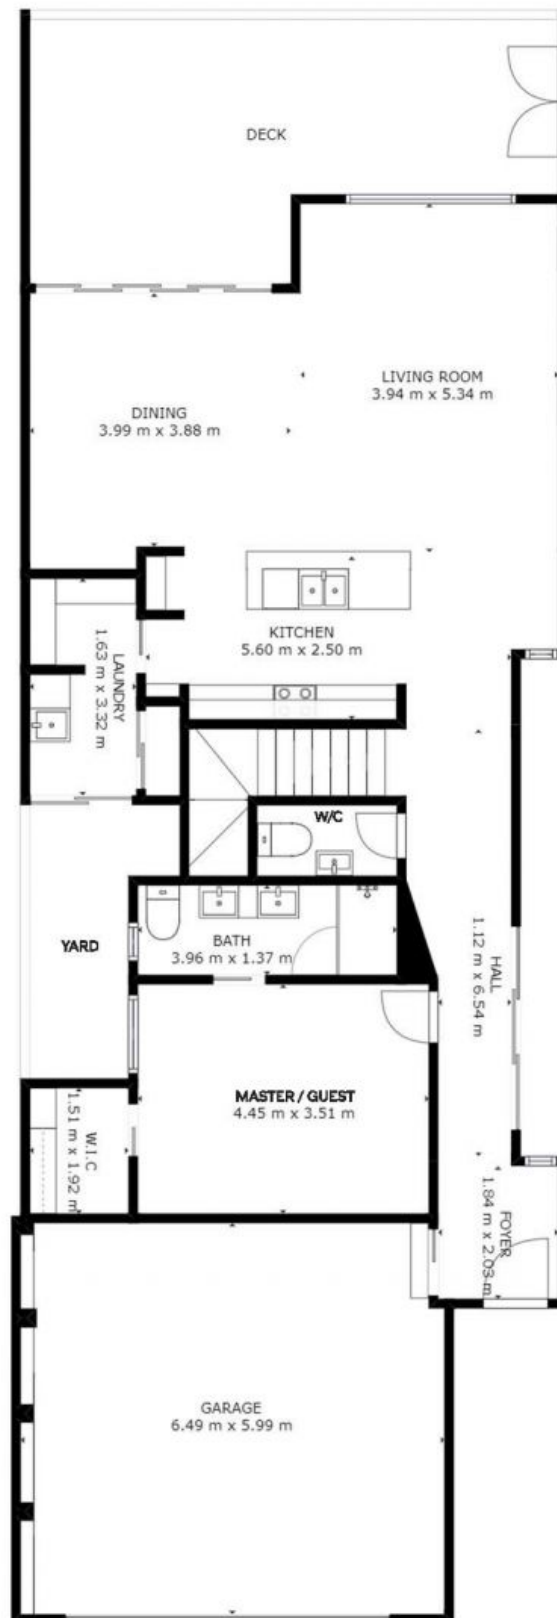 DECK
LIVING ROOM
3.94 m x 5.34 m
DINING
3.99 m x 3.88 m
KITCHEN
5.60 m x 2.50 m
LAUNDRY
1.63 m x 3.32 m
W/C
YARD
BATH
3.96 m x 1.37 m
HALL
1.12 m x 6.54 m
MASTER / GUEST
4.45 m x 3.51 m
W.I.C
1.51 m x 1.92 m
FOYER
1.84 m x 2.03 m
GARAGE
6.49 m x 5.99 m